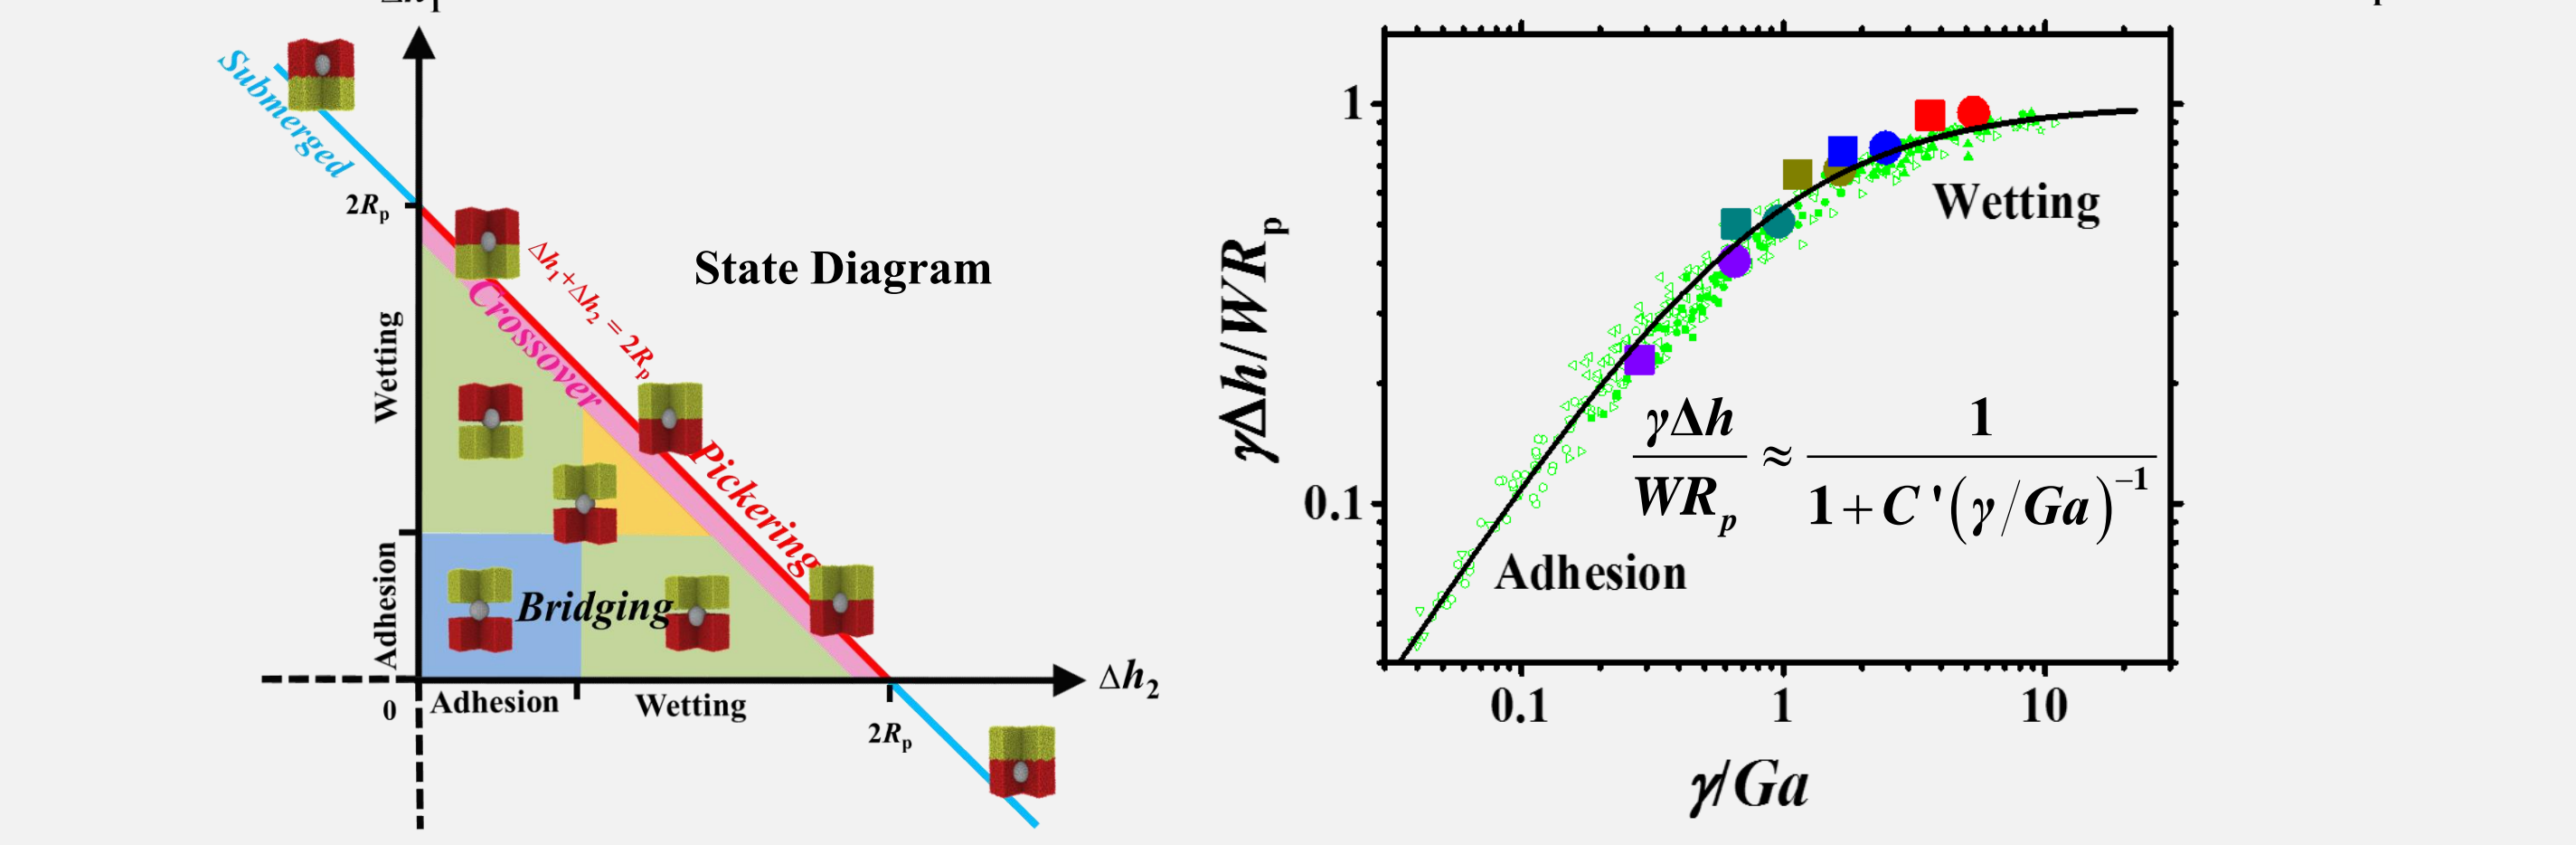 Submerged
2Rp
Δh1+Δh2 = 2Rp
State Diagram
Crossover
Wetting
Pickering
Adhesion
Bridging
Δh2
0
Adhesion
Wetting
2Rp
1
0.1
γΔh/WRp
Wetting
γΔh/WRp ≈ 1/(1+C'(γ/Ga)^-1)
Adhesion
0.1
1
10
γ/Ga